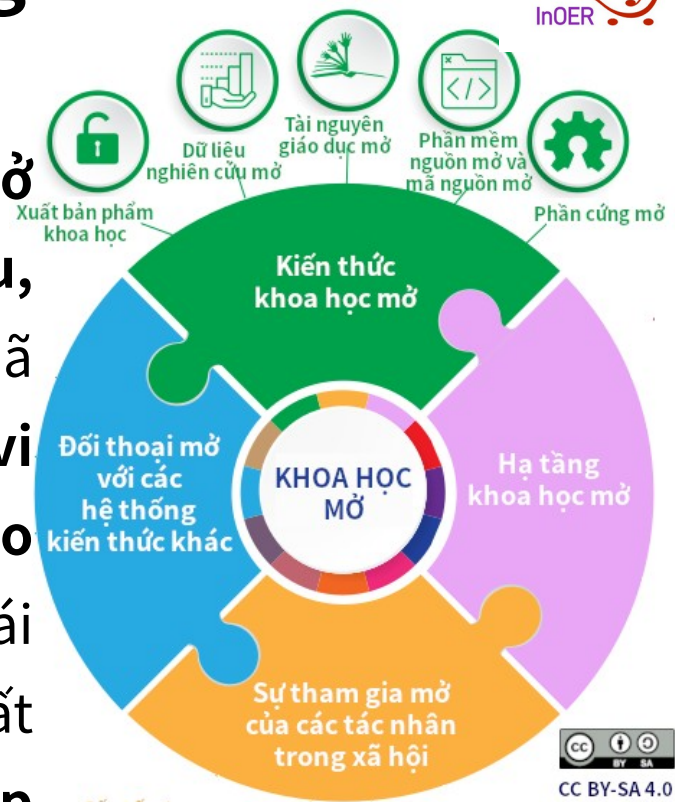 InOER
Tài nguyên
giáo dục mở
Dữ liệu
nghiên cứu mở
Phần mềm
nguồn mở và
mã nguồn mở
Xuất bản phẩm
khoa học
Phần cứng mở
Kiến thức
khoa học mở
Đối thoại mở
với các
hệ thống
kiến thức khác
KHOA HỌC
MỞ
Hạ tầng
khoa học mở
Sự tham gia mở
của các tác nhân
trong xã hội
cc BY SA
CC BY-SA 4.0